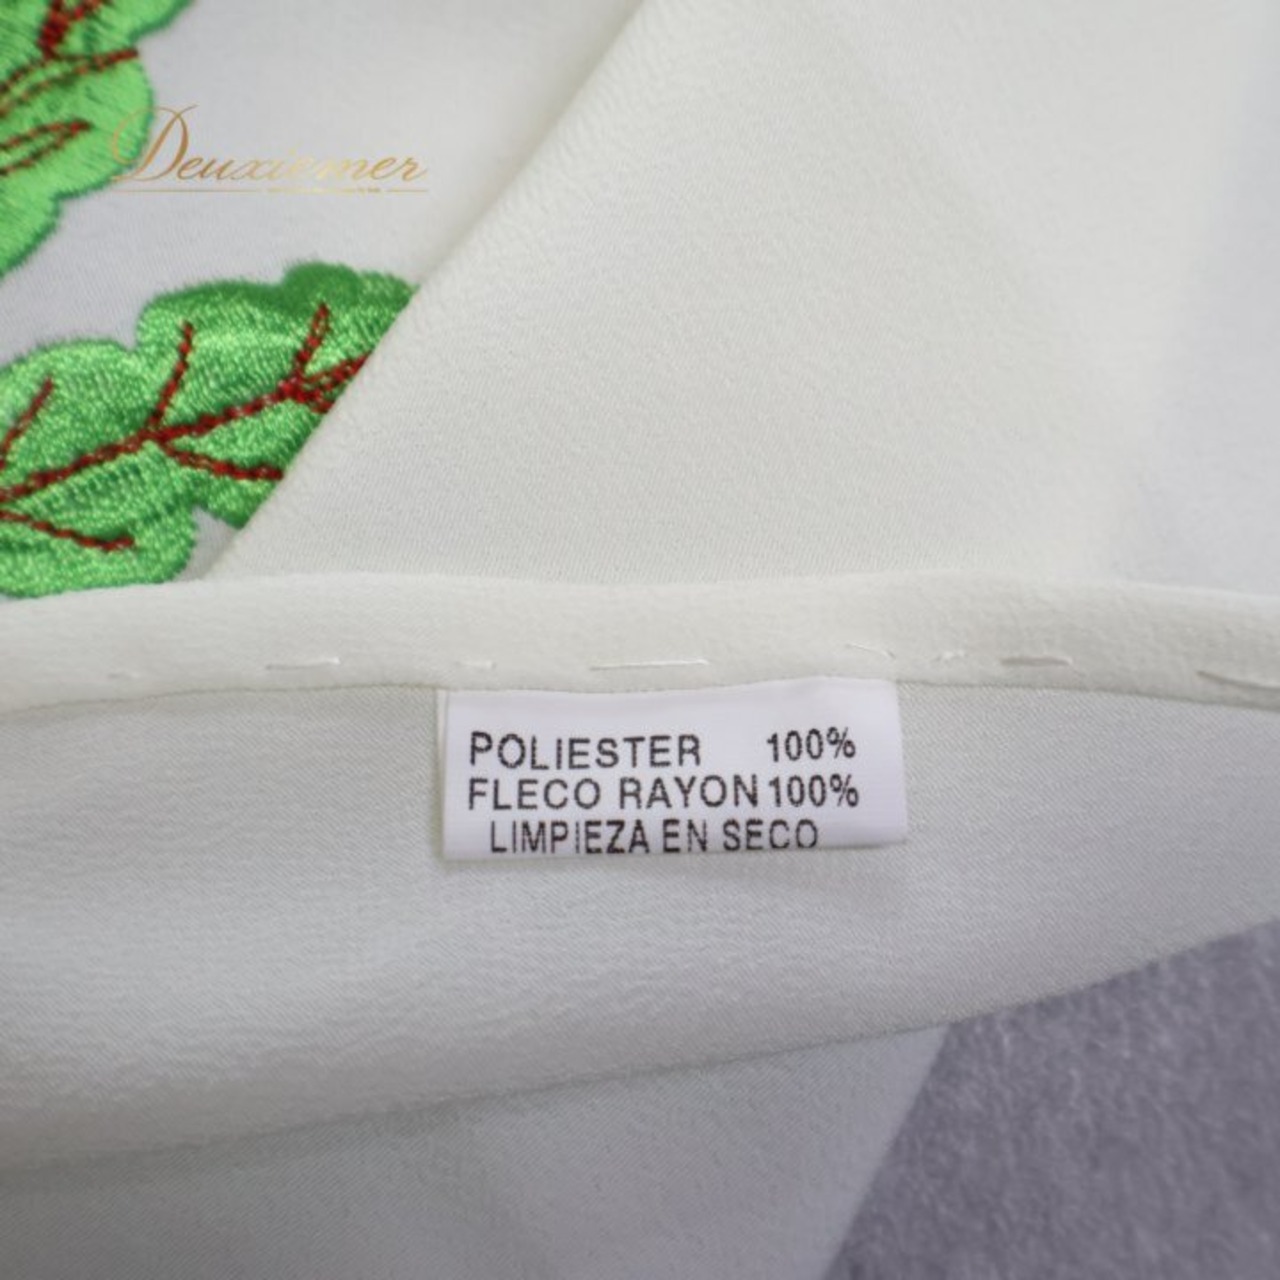 Deuxiemer
POLIESTER 100%
FLECO RAYON 100%
LIMPIEZA EN SECO